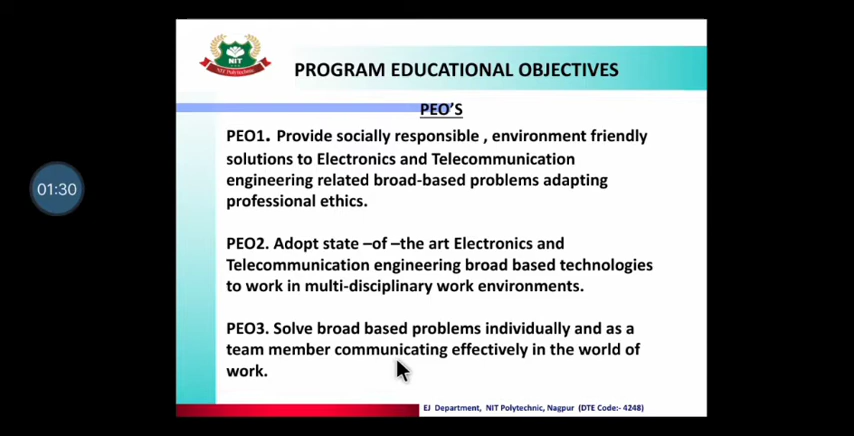 NIT
NIT Polytechnic
PROGRAM EDUCATIONAL OBJECTIVES
PEO'S
01:30
PEO1. Provide socially responsible , environment friendly
solutions to Electronics and Telecommunication
engineering related broad-based problems adapting
professional ethics.
PEO2. Adopt state –of –the art Electronics and
Telecommunication engineering broad based technologies
to work in multi-disciplinary work environments.
PEO3. Solve broad based problems individually and as a
team member communicating effectively in the world of
work.
EJ Department, NIT Polytechnic, Nagpur (DTE Code:- 4248)